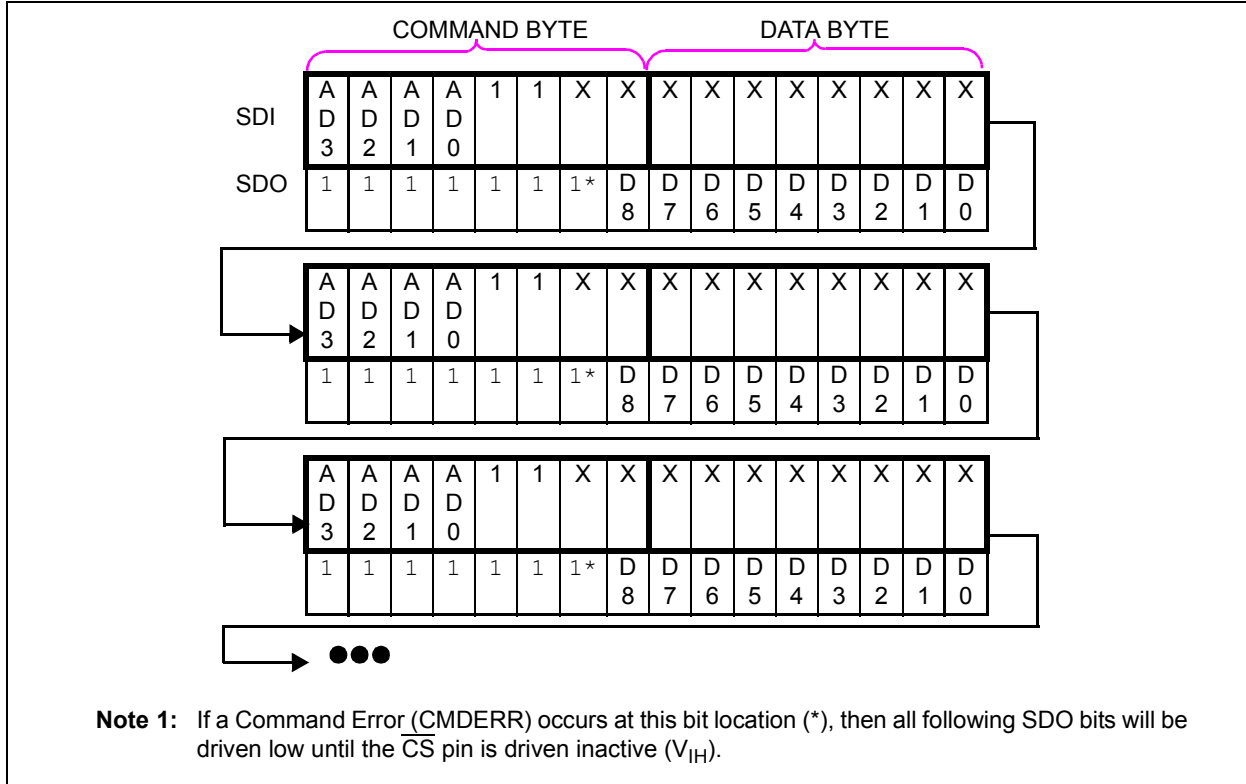 COMMAND BYTE DATA BYTE
SDI
A A A A 1 1 X X X X X X X X X X
D D D D
3 2 1 0
SDO 1 1 1 1 1 1 1* D D D D D D D D D
8 7 6 5 4 3 2 1 0
A A A A 1 1 X X X X X X X X X X
D D D D
3 2 1 0
1 1 1 1 1 1 1* D D D D D D D D D
8 7 6 5 4 3 2 1 0
A A A A 1 1 X X X X X X X X X X
D D D D
3 2 1 0
1 1 1 1 1 1 1* D D D D D D D D D
8 7 6 5 4 3 2 1 0
Note 1: If a Command Error (CMDERR) occurs at this bit location (*), then all following SDO bits will be
driven low until the C̅S̅ pin is driven inactive (VIH).